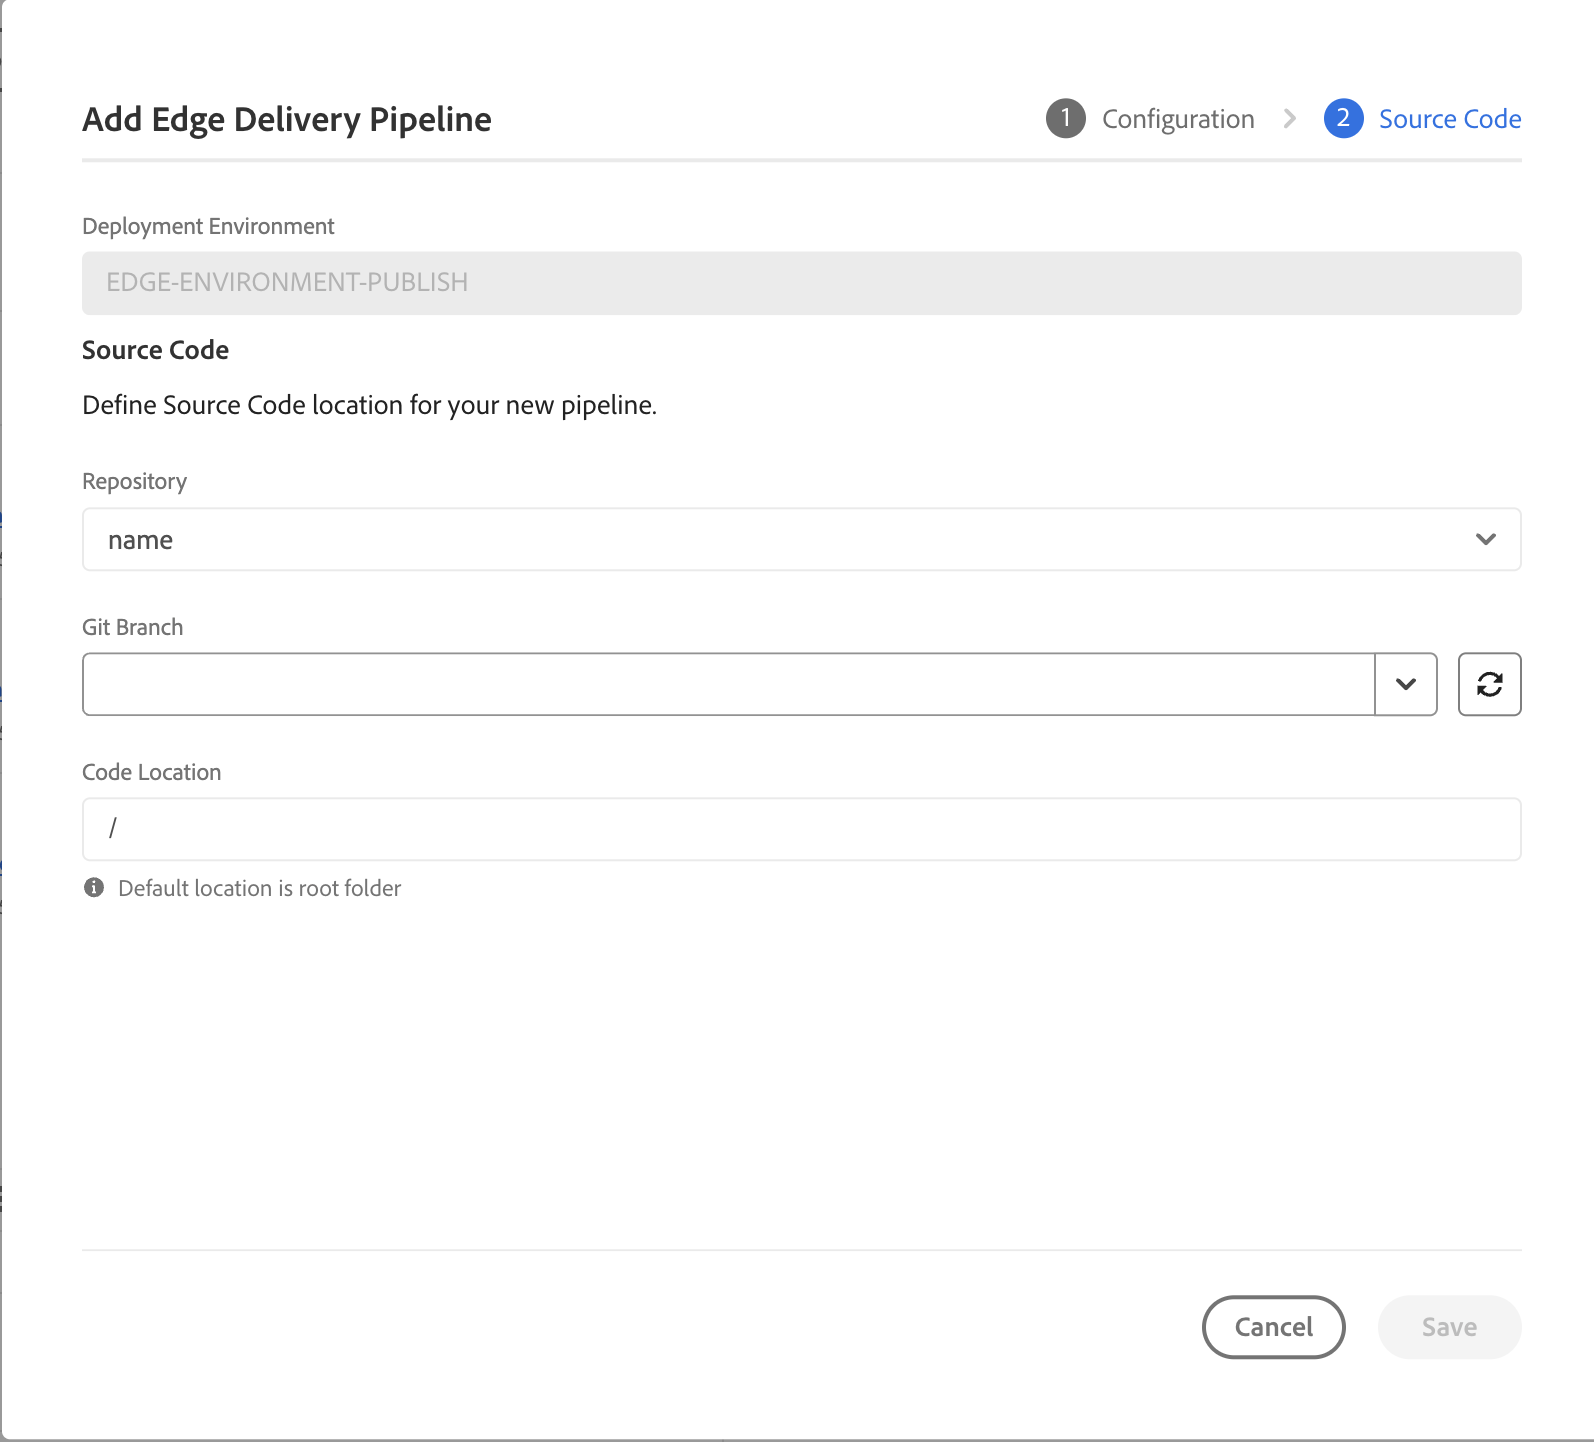 Add Edge Delivery Pipeline
1 Configuration 2 Source Code
Deployment Environment
EDGE-ENVIRONMENT-PUBLISH
Source Code
Define Source Code location for your new pipeline.
Repository
name
Git Branch
Code Location
/
Default location is root folder
Cancel Save